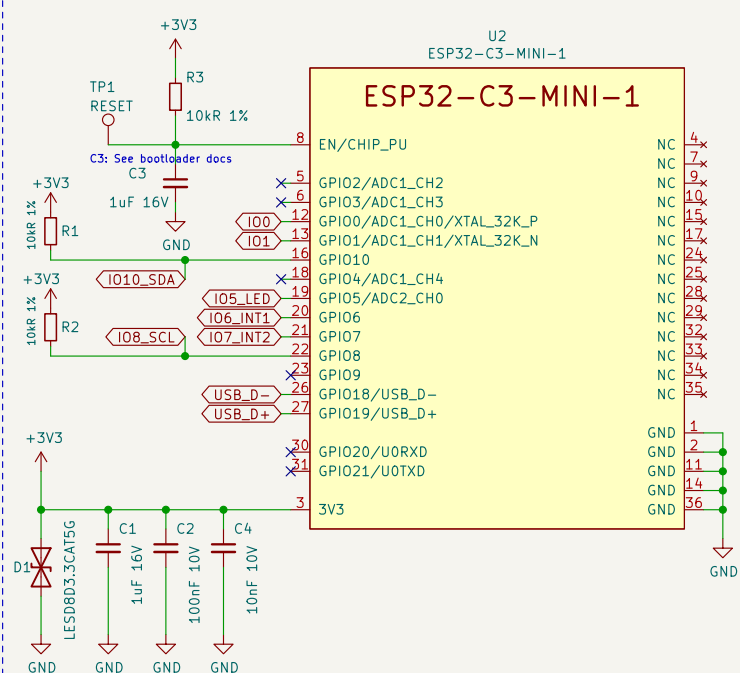 U2
ESP32-C3-MINI-1
ESP32-C3-MINI-1
+3V3
R3
10kR 1%
TP1
RESET
C3: See bootloader docs
C3
1uF 16V
GND
+3V3
10kR 1%
R1
IO10_SDA
+3V3
10kR 1%
R2
IO8_SCL
IO0
IO1
IO5_LED
IO6_INT1
IO7_INT2
USB_D-
USB_D+
8 EN/CHIP_PU
5 GPIO2/ADC1_CH2
6 GPIO3/ADC1_CH3
12 GPIO0/ADC1_CH0/XTAL_32K_P
13 GPIO1/ADC1_CH1/XTAL_32K_N
16 GPIO10
18 GPIO4/ADC1_CH4
19 GPIO5/ADC2_CH0
20 GPIO6
21 GPIO7
22 GPIO8
23 GPIO9
26 GPIO18/USB_D-
27 GPIO19/USB_D+
30 GPIO20/U0RXD
31 GPIO21/U0TXD
3 3V3
NC 4
NC 7
NC 9
NC 10
NC 15
NC 17
NC 24
NC 25
NC 28
NC 29
NC 32
NC 33
NC 34
NC 35
GND 1
GND 2
GND 11
GND 14
GND 36
GND
+3V3
D1
LESD8D3.3CAT5G
C1
1uF 16V
C2
100nF 10V
C4
10nF 10V
GND
GND
GND
GND